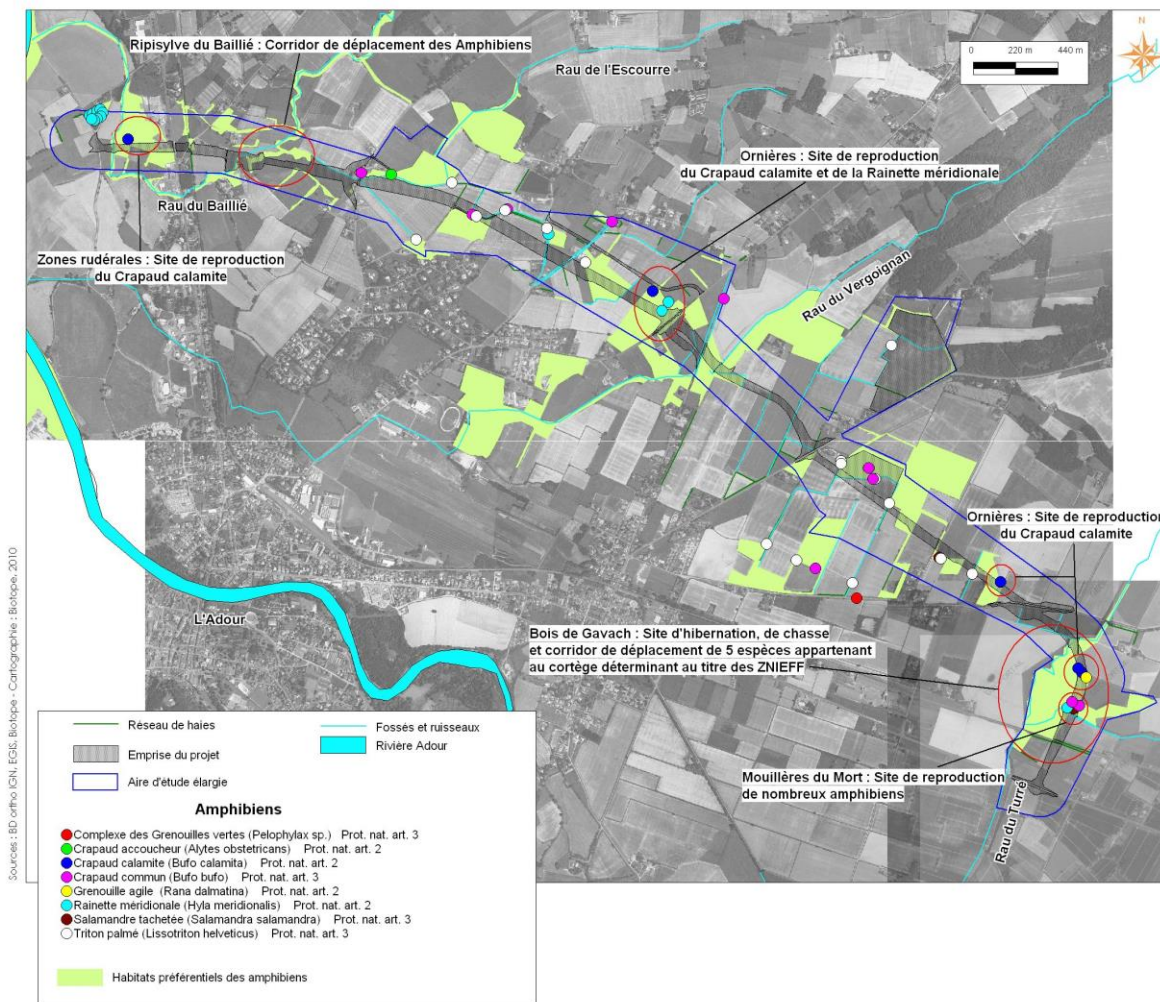 Ripisylve du Baillié : Corridor de déplacement des Amphibiens
Rau de l'Escourre
N
0 220 m 440 m
Ornières : Site de reproduction
du Crapaud calamite et de la Rainette méridionale
Rau du Baillié
Zones rudérales : Site de reproduction
du Crapaud calamite
Rau du Vergoignan
Ornières : Site de reproduction
du Crapaud calamite
L'Adour
Bois de Gavach : Site d'hibernation, de chasse
et corridor de déplacement de 5 espèces appartenant
au cortège déterminant au titre des ZNIEFF
Mouillères du Mort : Site de reproduction
de nombreux amphibiens
Rau du Turré
Sources : BD ortho IGN, EGIS, Biotope - Cartographie : Biotope, 2010
Réseau de haies
Emprise du projet
Aire d'étude élargie
Fossés et ruisseaux
Rivière Adour
Amphibiens
Complexe des Grenouilles vertes (Pelophylax sp.) Prot. nat. art. 3
Crapaud accoucheur (Alytes obstetricans) Prot. nat. art. 2
Crapaud calamite (Bufo calamita) Prot. nat. art. 2
Crapaud commun (Bufo bufo) Prot. nat. art. 3
Grenouille agile (Rana dalmatina) Prot. nat. art. 2
Rainette méridionale (Hyla meridionalis) Prot. nat. art. 2
Salamandre tachetée (Salamandra salamandra) Prot. nat. art. 3
Triton palmé (Lissotriton helveticus) Prot. nat. art. 3
Habitats préférentiels des amphibiens